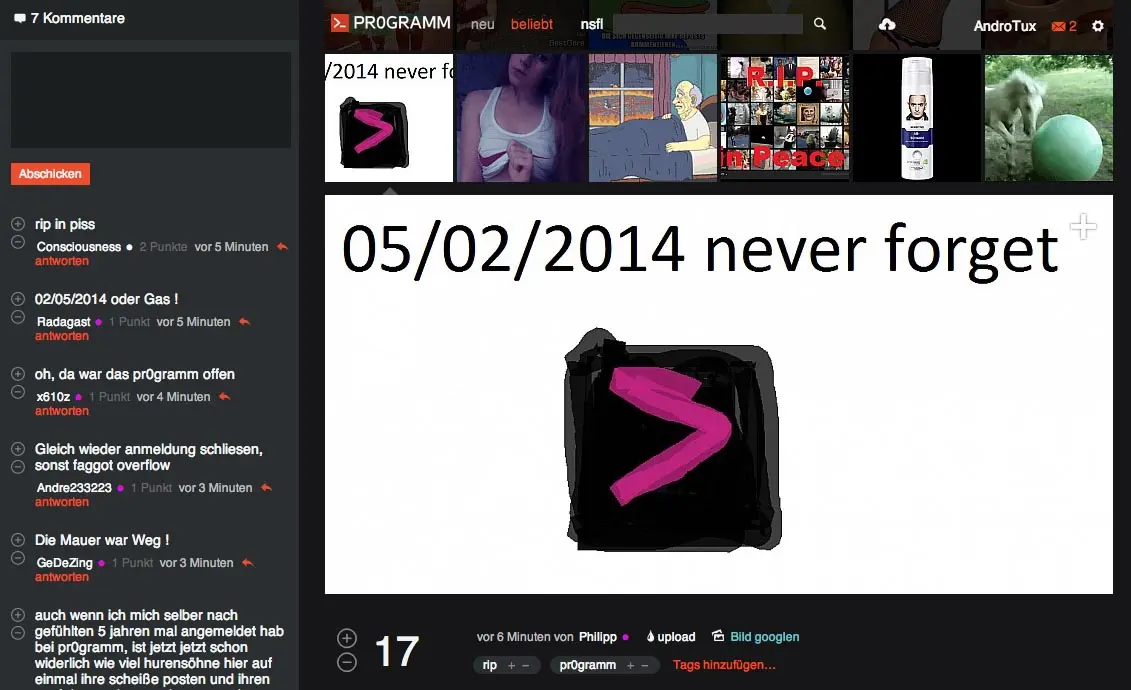 7 Kommentare
Abschicken
rip in piss
Consciousness 2 Punkte vor 5 Minuten
antworten
02/05/2014 oder Gas !
Radagast 1 Punkt vor 5 Minuten
antworten
oh, da war das pr0gramm offen
x610z 1 Punkt vor 4 Minuten
antworten
Gleich wieder anmeldung schliesen,
sonst faggot overflow
Andre233223 1 Punkt vor 3 Minuten
antworten
Die Mauer war Weg !
GeDeZing 1 Punkt vor 3 Minuten
antworten
auch wenn ich mich selber nach
gefühlten 5 jahren mal angemeldet hab
bei pr0gramm, ist jetzt jetzt schon
widerlich wie viel hurensöhne hier auf
einmal ihre scheiße posten und ihren
PR0GRAMM neu beliebt nsfl
AndroTux 2
/2014 never fo
R.I.P.
in Peace
05/02/2014 never forget
17
vor 6 Minuten von Philipp upload Bild googlen
rip + − pr0gramm + − Tags hinzufügen...